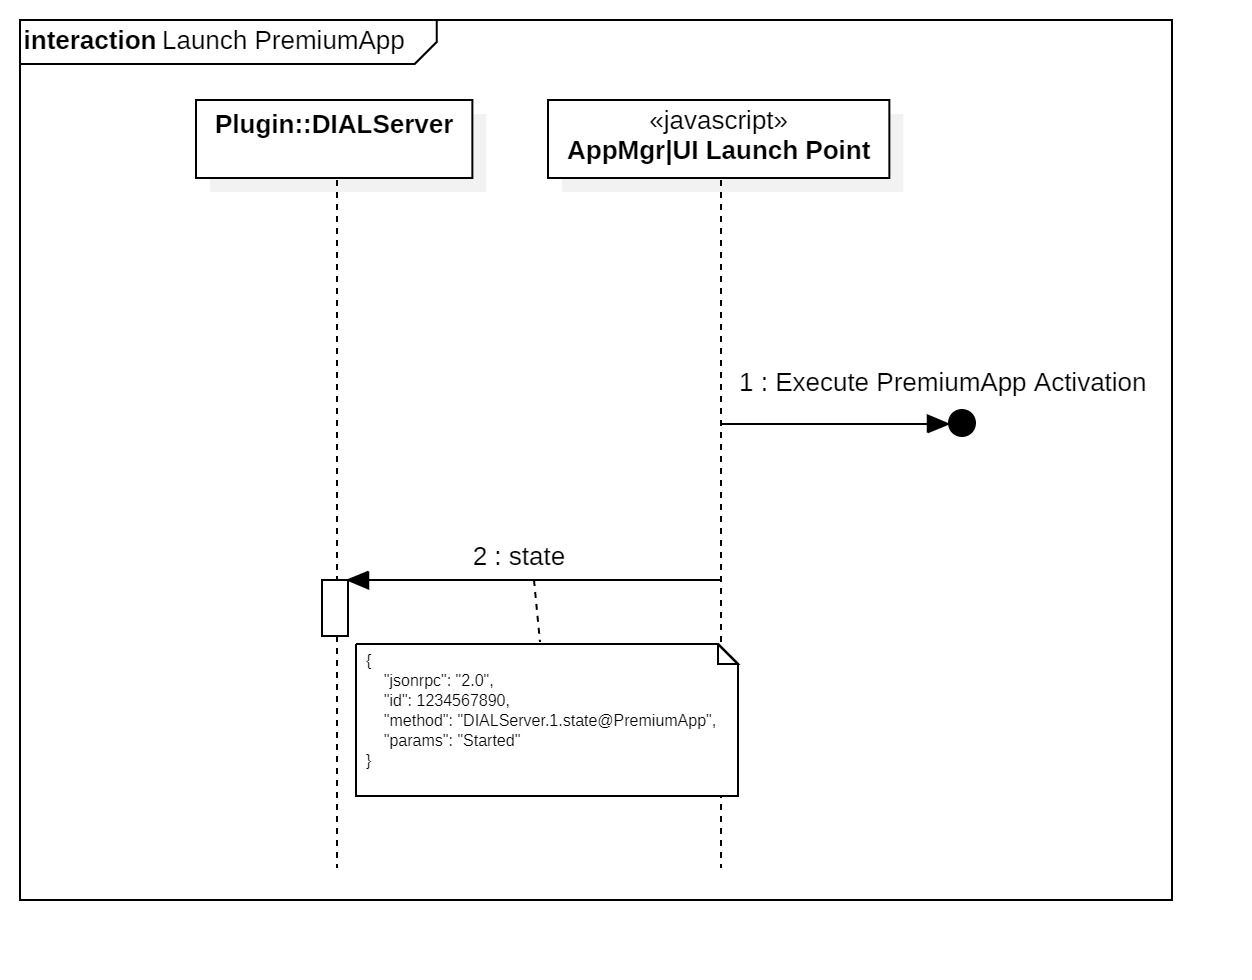 interaction Launch PremiumApp
Plugin::DIALServer
«javascript»
AppMgr|UI Launch Point
1 : Execute PremiumApp Activation
2 : state
{
"jsonrpc": "2.0",
"id": 1234567890,
"method": "DIALServer.1.state@PremiumApp",
"params": "Started"
}